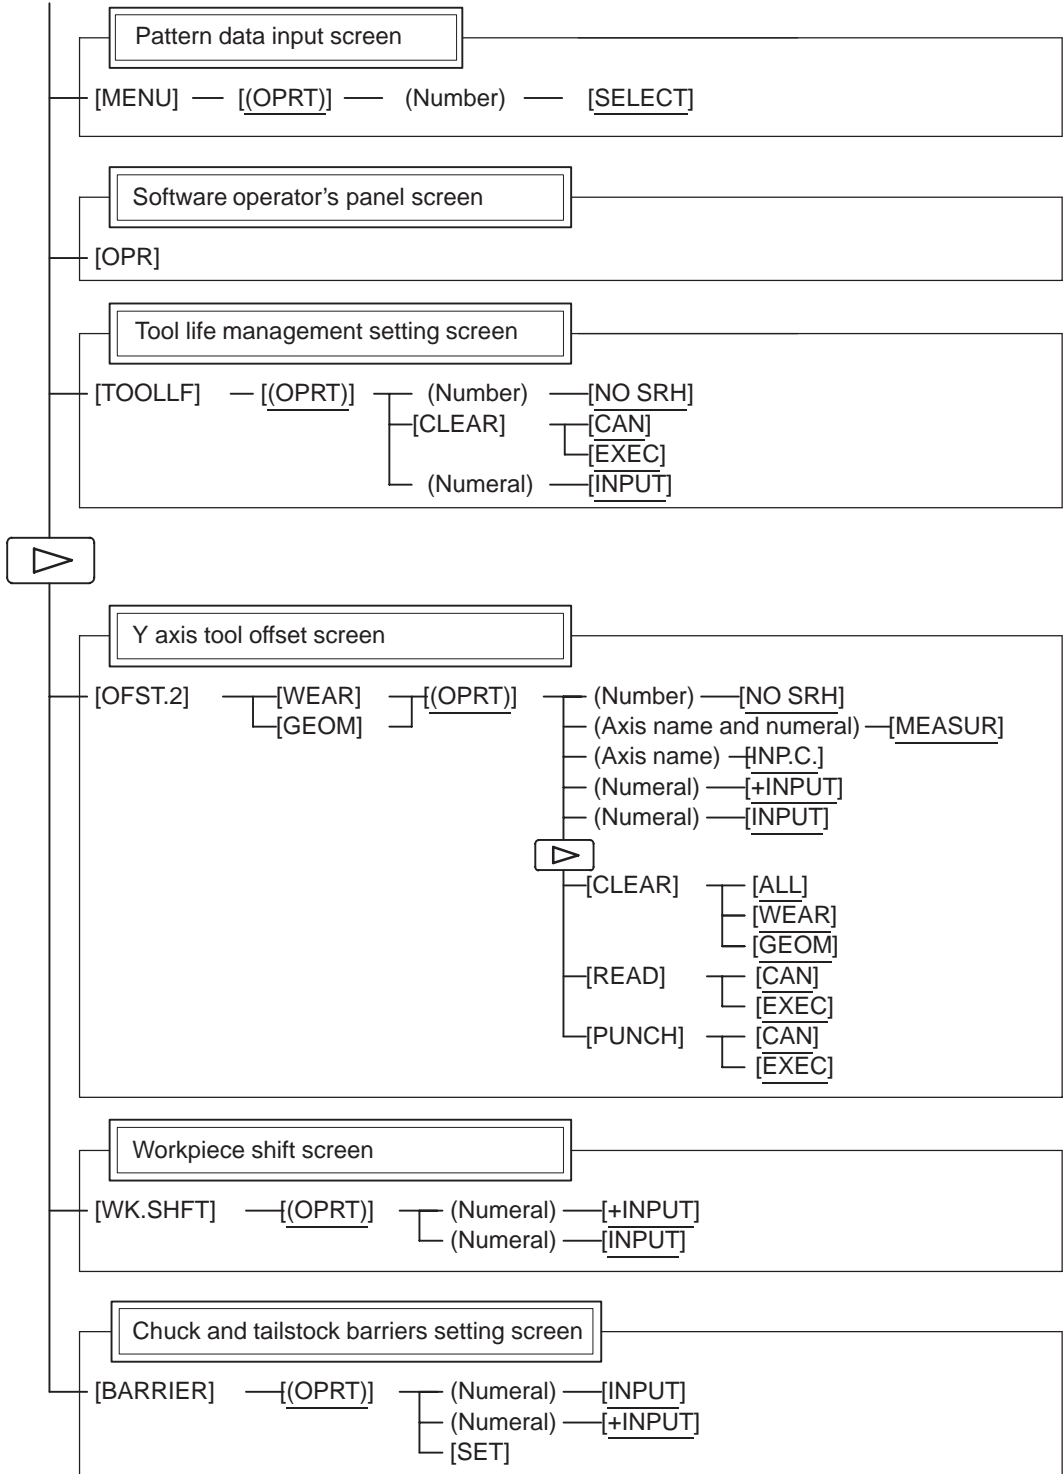 Pattern data input screen
[MENU] [(OPRT)] (Number) [SELECT]
Software operator's panel screen
[OPR]
Tool life management setting screen
[TOOLLF] [(OPRT)] (Number) [NO SRH]
[CLEAR] [CAN]
[EXEC]
(Numeral) [INPUT]
Y axis tool offset screen
[OFST.2] [WEAR] [(OPRT)] (Number) [NO SRH]
[GEOM] (Axis name and numeral) [MEASUR]
(Axis name) [INP.C.]
(Numeral) [+INPUT]
(Numeral) [INPUT]
[CLEAR] [ALL]
[WEAR]
[GEOM]
[READ] [CAN]
[EXEC]
[PUNCH] [CAN]
[EXEC]
Workpiece shift screen
[WK.SHFT] [(OPRT)] (Numeral) [+INPUT]
(Numeral) [INPUT]
Chuck and tailstock barriers setting screen
[BARRIER] [(OPRT)] (Numeral) [INPUT]
(Numeral) [+INPUT]
[SET]